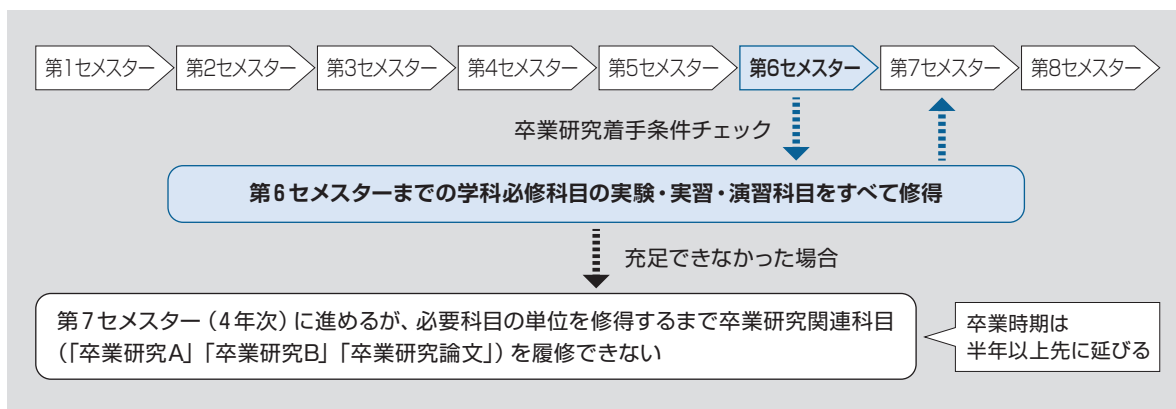 第1セメスター 第2セメスター 第3セメスター 第4セメスター 第5セメスター 第6セメスター 第7セメスター 第8セメスター
卒業研究着手条件チェック
第6セメスターまでの学科必修科目の実験・実習・演習科目をすべて修得
充足できなかった場合
第7セメスター（4年次）に進めるが、必要科目の単位を修得するまで卒業研究関連科目
（「卒業研究A」「卒業研究B」「卒業研究論文」）を履修できない
卒業時期は
半年以上先に延びる